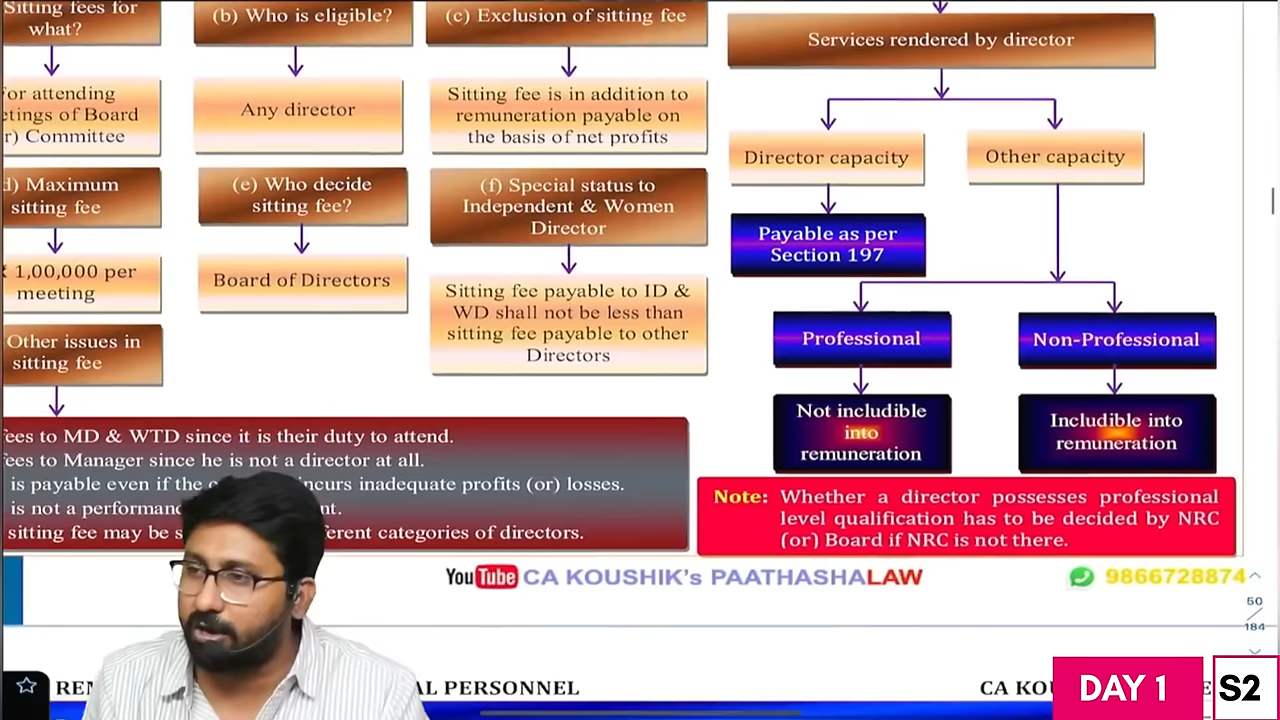 Sitting fees for
what?
(b) Who is eligible?
(c) Exclusion of sitting fee
Services rendered by director
For attending
etings of Board
r) Committee
Any director
Sitting fee is in addition to
remuneration payable on
the basis of net profits
Director capacity
Other capacity
d) Maximum
sitting fee
(e) Who decide
sitting fee?
(f) Special status to
Independent & Women
Director
Payable as per
Section 197
₹ 1,00,000 per
meeting
Board of Directors
Sitting fee payable to ID &
WD shall not be less than
sitting fee payable to other
Directors
Professional
Non-Professional
Other issues in
sitting fee
Not includible
into
remuneration
Includible into
remuneration
fees to MD & WTD since it is their duty to attend.
fees to Manager since he is not a director at all.
is payable even if the incurs inadequate profits (or) losses.
is not a performanc nt.
sitting fee may be s ferent categories of directors.
Note: Whether a director possesses professional
level qualification has to be decided by NRC
(or) Board if NRC is not there.
YouTube CA KOUSHIK's PAATHASHALAW
9866728874
50
184
REN AL PERSONNEL
CA KOU E
DAY 1
S2